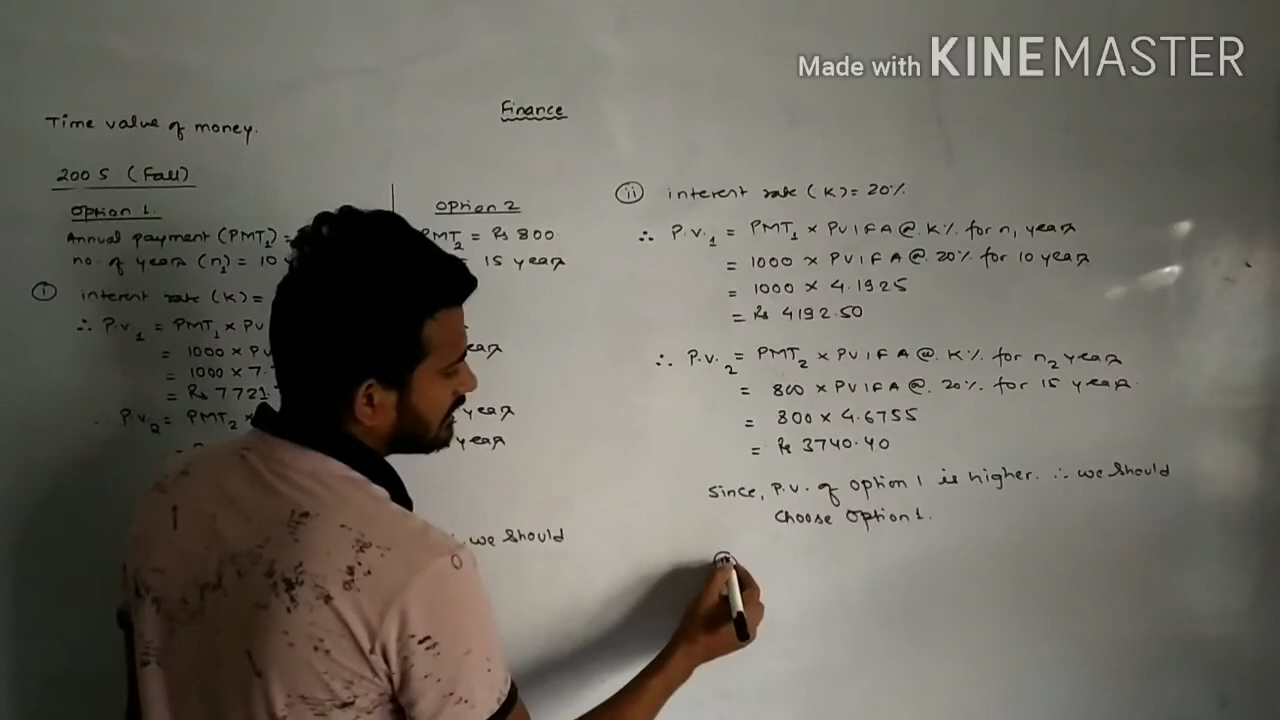 Made with KINEMASTER
Finance
Time value of money.
2005 (Fall)
Option 1.
Annual payment (PMT₁) =
no. of years (n₁) = 10
Option 2
PMT₂ = Rs 800
15 years
(i) interest rate (K) =
∴ P.V.₁ = PMT₁ × PV
= 1000 × PV
years
= 1000 × 7.
= Rs 7721.
P.V₂ = PMT₂ ×
years
years
∴ we should
(ii) interest rate (K) = 20%
∴ P.V.₁ = PMT₁ × PVIFA @ K% for n₁ years
= 1000 × PVIFA @ 20% for 10 years
= 1000 × 4.1925
= Rs 4192.50
∴ P.V.₂ = PMT₂ × PVIFA @ K% for n₂ years
= 800 × PVIFA @ 20% for 15 years
= 800 × 4.6755
= Rs 3740.40
Since, P.V. of option 1 is higher. ∴ we should
choose Option 1.